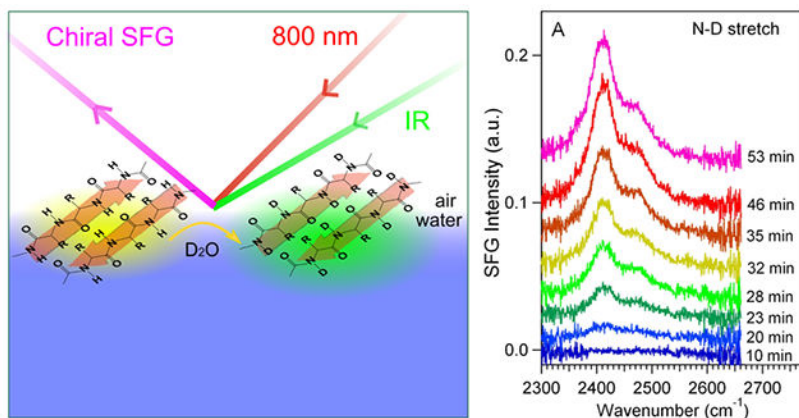 Chiral SFG
800 nm
IR
air
water
D₂O
A
N-D stretch
SFG Intensity (a.u.)
0.2
0.1
0.0
53 min
46 min
35 min
32 min
28 min
23 min
20 min
10 min
2300
2400
2500
2600
2700
Wavenumber (cm⁻¹)